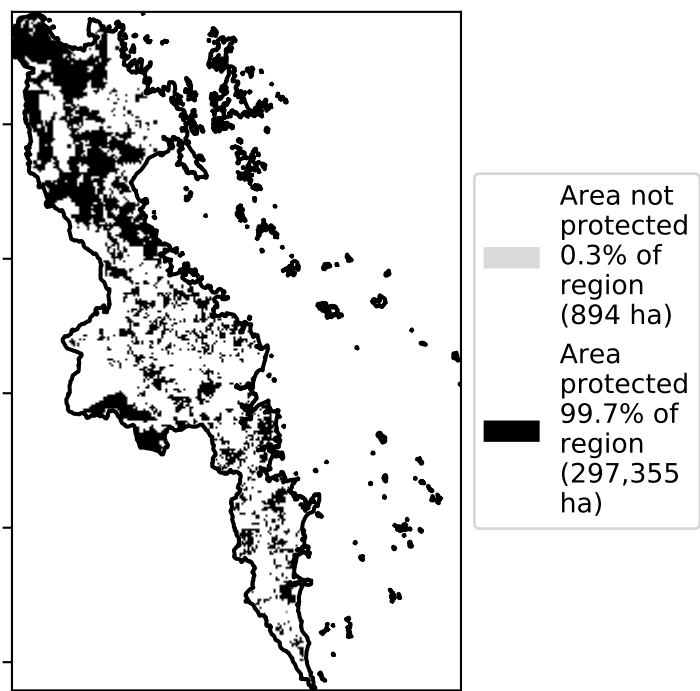 Area not
protected
0.3% of
region
(894 ha)
Area
protected
99.7% of
region
(297,355
ha)